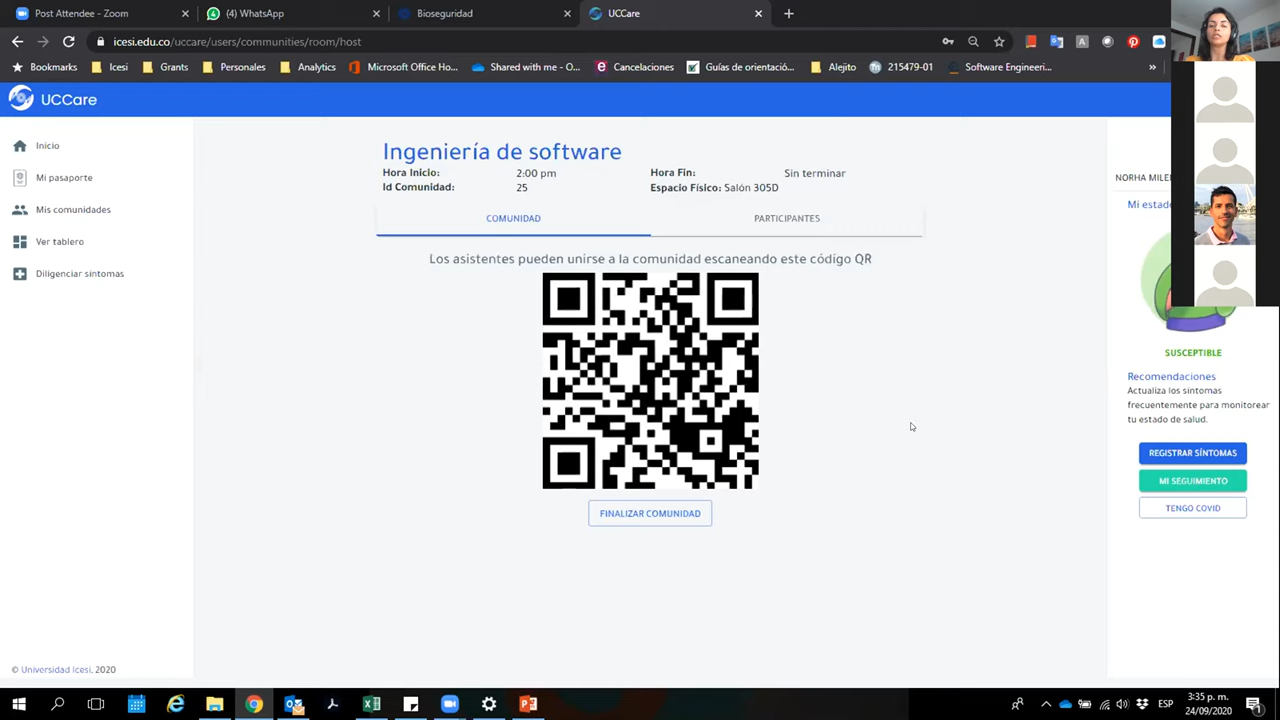 Post Attendee - Zoom
(4) WhatsApp
Bioseguridad
UCCare
icesi.edu.co/uccare/users/communities/room/host
Bookmarks
Icesi
Grants
Personales
Analytics
Microsoft Office Ho...
Shared with me - O...
Cancelaciones
Guías de orientació...
Alejito
215479-01
Software Engineeri...
UCCare
Inicio
Mi pasaporte
Mis comunidades
Ver tablero
Diligenciar síntomas
Ingeniería de software
Hora Inicio: 2:00 pm Hora Fin: Sin terminar
Id Comunidad: 25 Espacio Físico: Salón 305D
COMUNIDAD PARTICIPANTES
Los asistentes pueden unirse a la comunidad escaneando este código QR
FINALIZAR COMUNIDAD
NORHA MILE
Mi estad
SUSCEPTIBLE
Recomendaciones
Actualiza los síntomas
frecuentemente para monitorear
tu estado de salud.
REGISTRAR SÍNTOMAS
MI SEGUIMIENTO
TENGO COVID
© Universidad Icesi, 2020
ESP
3:35 p. m.
24/09/2020